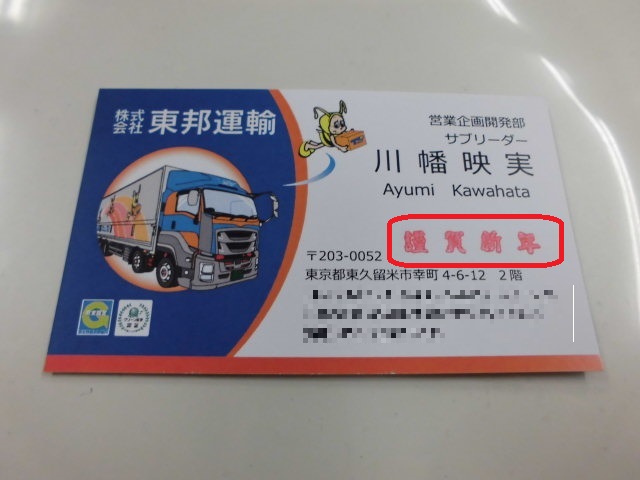 株式会社 東邦運輸
営業企画開発部
サブリーダー
川幡映実
Ayumi Kawahata
謹賀新年
〒203-0052
東京都東久留米市幸町 4-6-12 2階